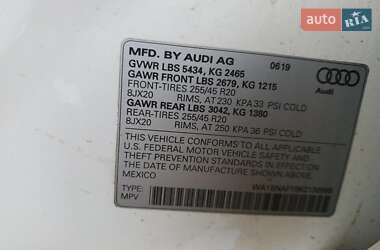 auto
RIA.com
MFD. BY AUDI AG 0619
GVWR LBS 5434, KG 2465
GAWR FRONT LBS 2679, KG 1215
FRONT-TIRES 255/45 R20
8JX20 RIMS, AT 230 KPA 33 PSI COLD
GAWR REAR LBS 3042, KG 1380
REAR-TIRES 255/45 R20
8JX20 RIMS, AT 250 KPA 36 PSI COLD
THIS VEHICLE CONFORMS TO ALL APPLICABLE
U.S. FEDERAL MOTOR VEHICLE SAFETY AND
THEFT PREVENTION STANDARDS IN EFFECT ON
THE DATE OF MANUFACTURE SHOWN ABOVE.
MEXICO
TYPE:
MPV
Audi